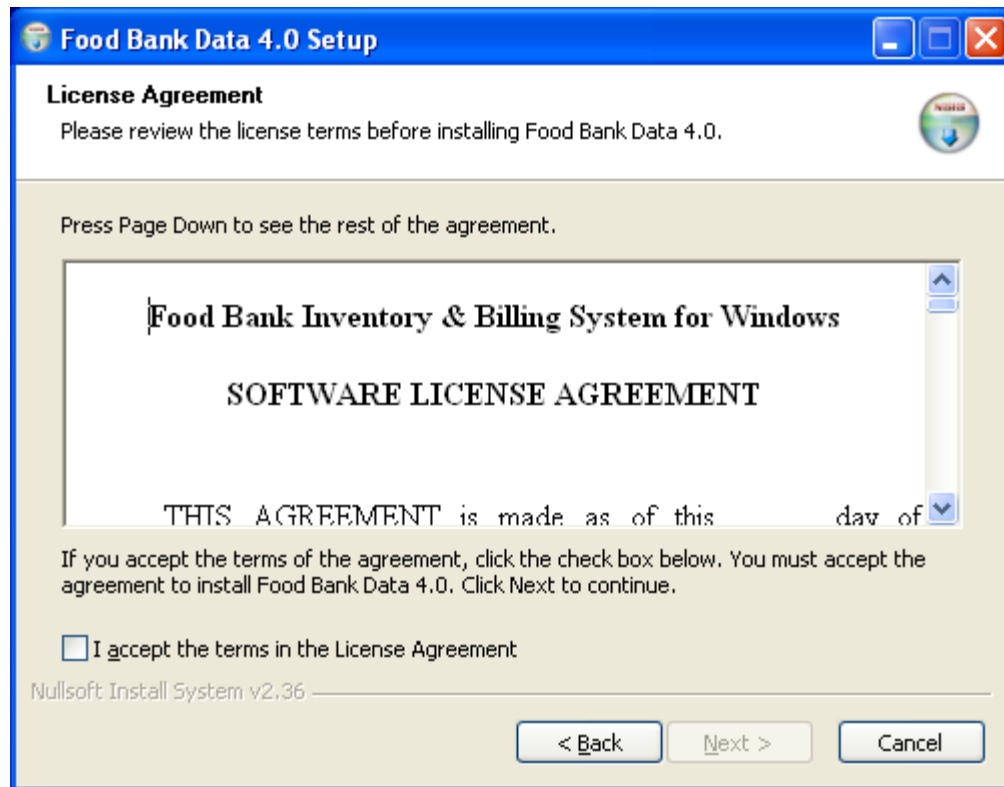 Food Bank Data 4.0 Setup
License Agreement
Please review the license terms before installing Food Bank Data 4.0.
Press Page Down to see the rest of the agreement.
Food Bank Inventory & Billing System for Windows
SOFTWARE LICENSE AGREEMENT
THIS AGREEMENT is made as of this day of
If you accept the terms of the agreement, click the check box below. You must accept the
agreement to install Food Bank Data 4.0. Click Next to continue.
I accept the terms in the License Agreement
Nullsoft Install System v2.36
< Back Next > Cancel